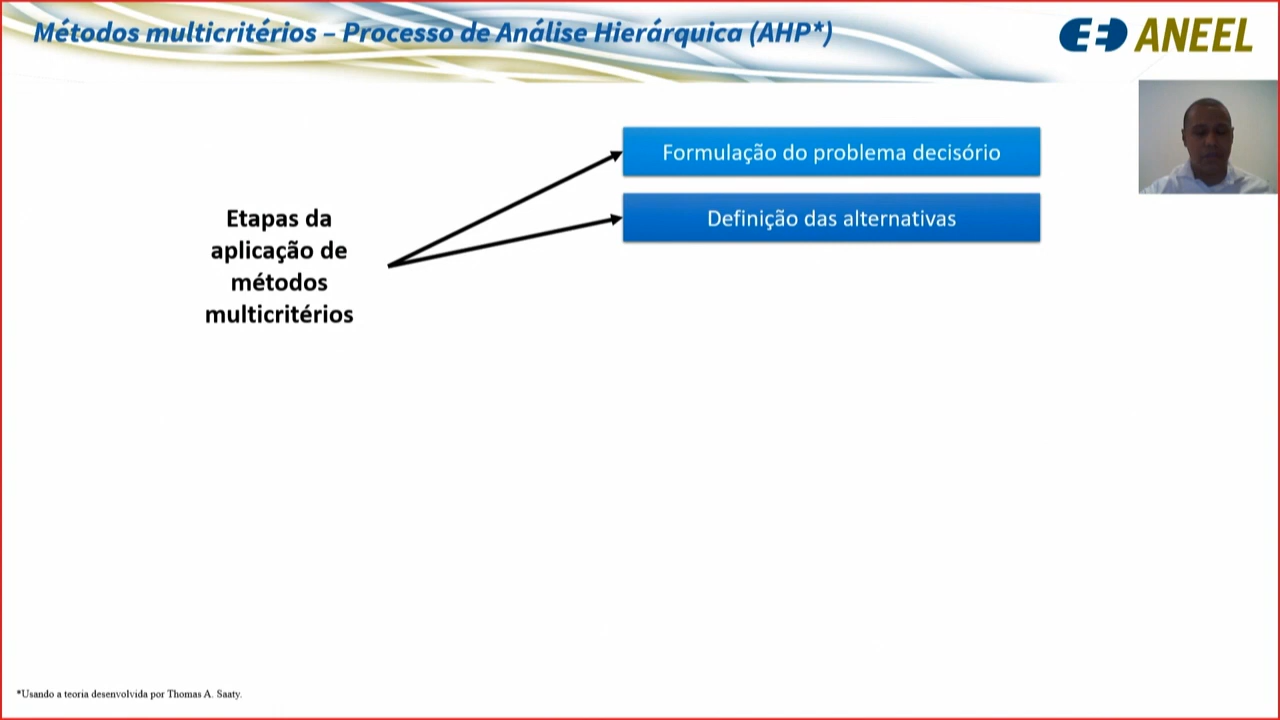 Métodos multicritérios – Processo de Análise Hierárquica (AHP*)
ANEEL
Formulação do problema decisório
Definição das alternativas
Etapas da
aplicação de
métodos
multicritérios
*Usando a teoria desenvolvida por Thomas A. Saaty.